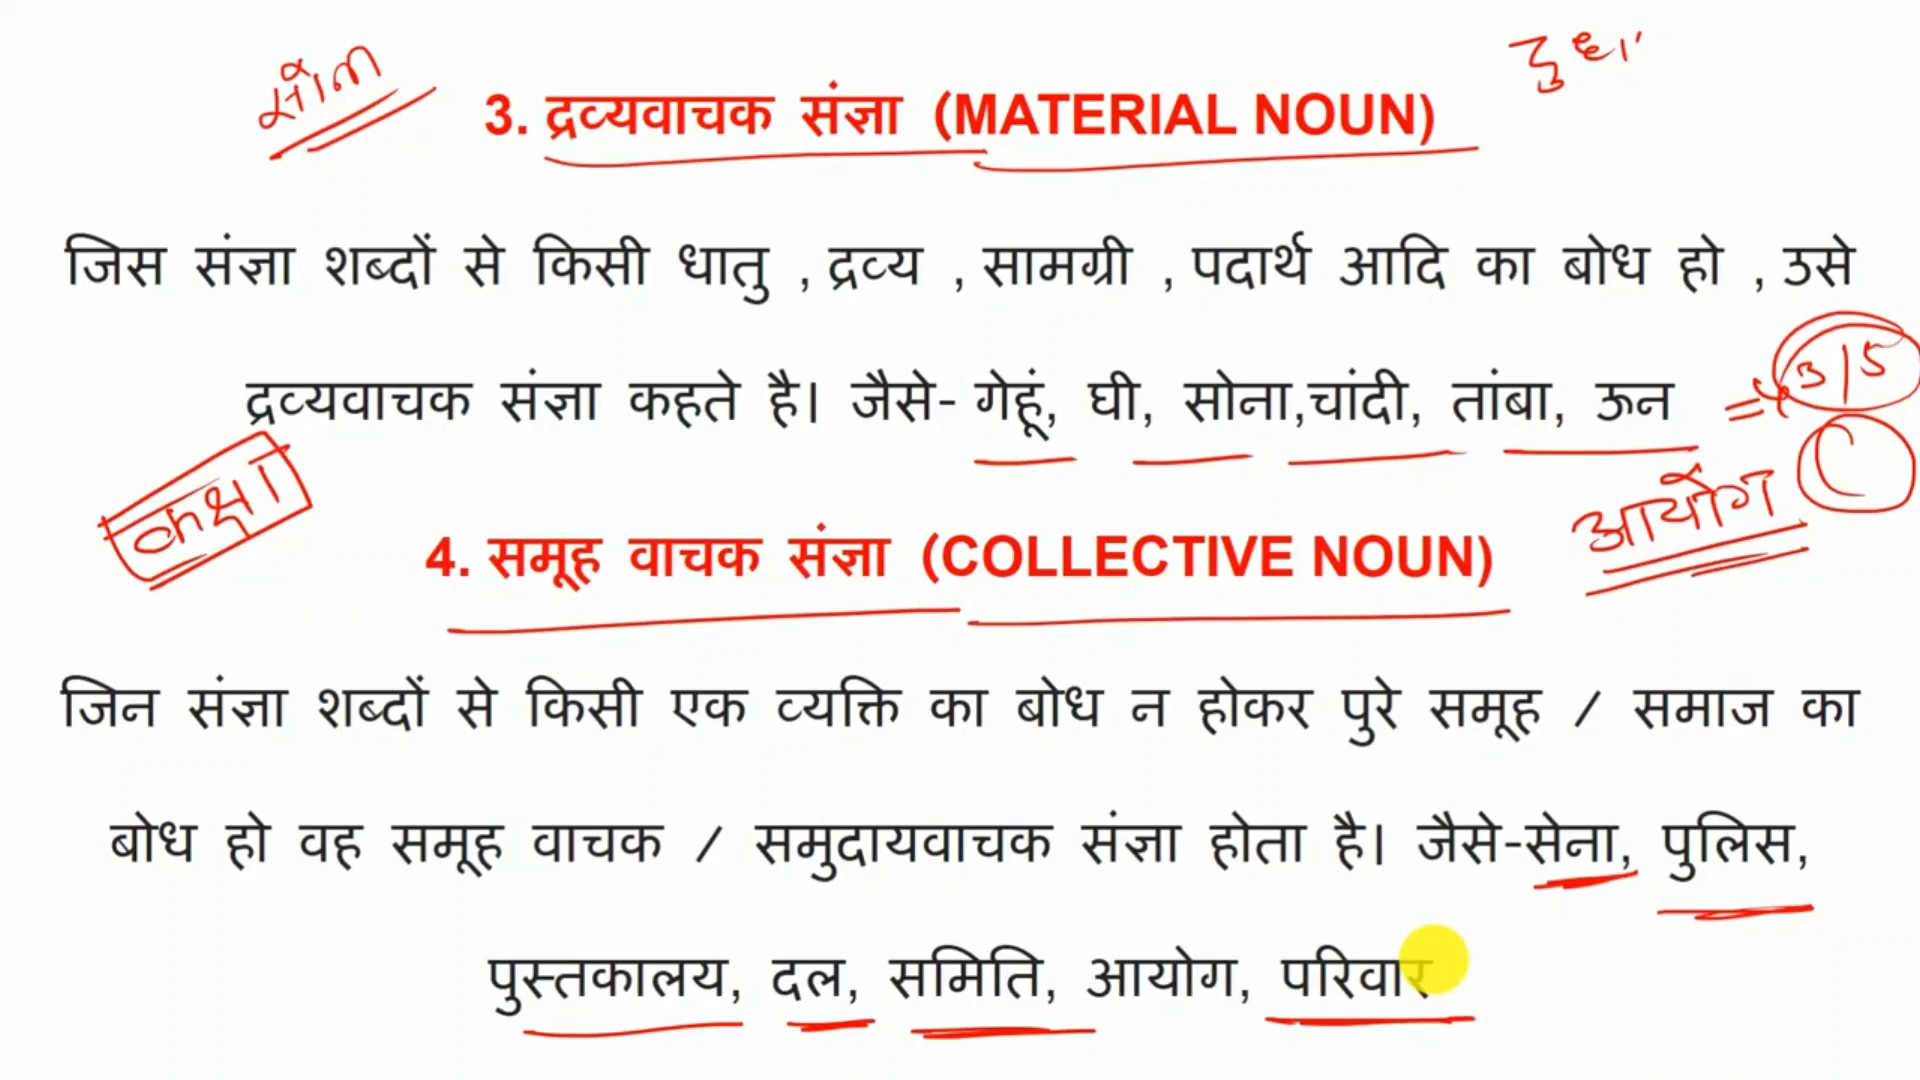 3. द्रव्यवाचक संज्ञा (MATERIAL NOUN)
जिस संज्ञा शब्दों से किसी धातु , द्रव्य , सामग्री , पदार्थ आदि का बोध हो , उसे
द्रव्यवाचक संज्ञा कहते है। जैसे- गेहूं, घी, सोना,चांदी, तांबा, ऊन
3/5
कक्षा
आयोग
4. समूह वाचक संज्ञा (COLLECTIVE NOUN)
जिन संज्ञा शब्दों से किसी एक व्यक्ति का बोध न होकर पुरे समूह / समाज का
बोध हो वह समूह वाचक / समुदायवाचक संज्ञा होता है। जैसे-सेना, पुलिस,
पुस्तकालय, दल, समिति, आयोग, परिवार